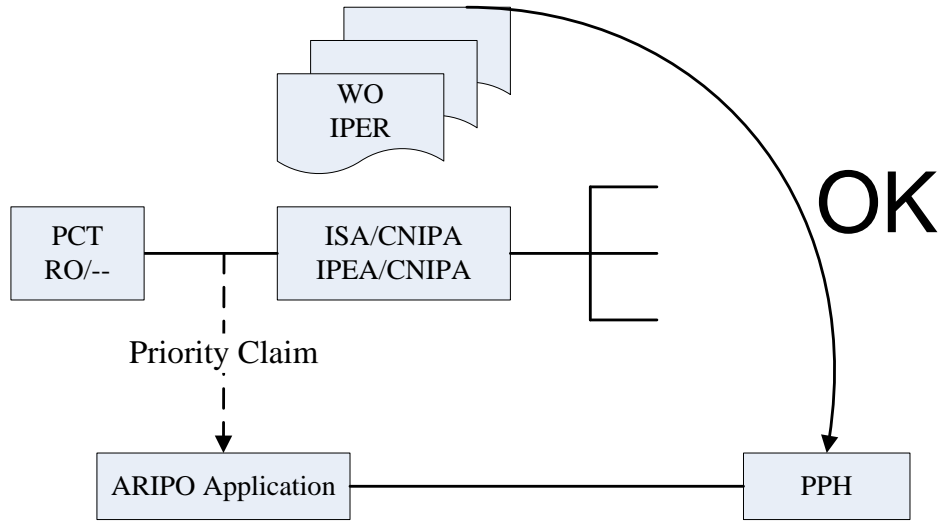 WO
IPER
OK
PCT
RO/--
ISA/CNIPA
IPEA/CNIPA
Priority Claim
ARIPO Application
PPH